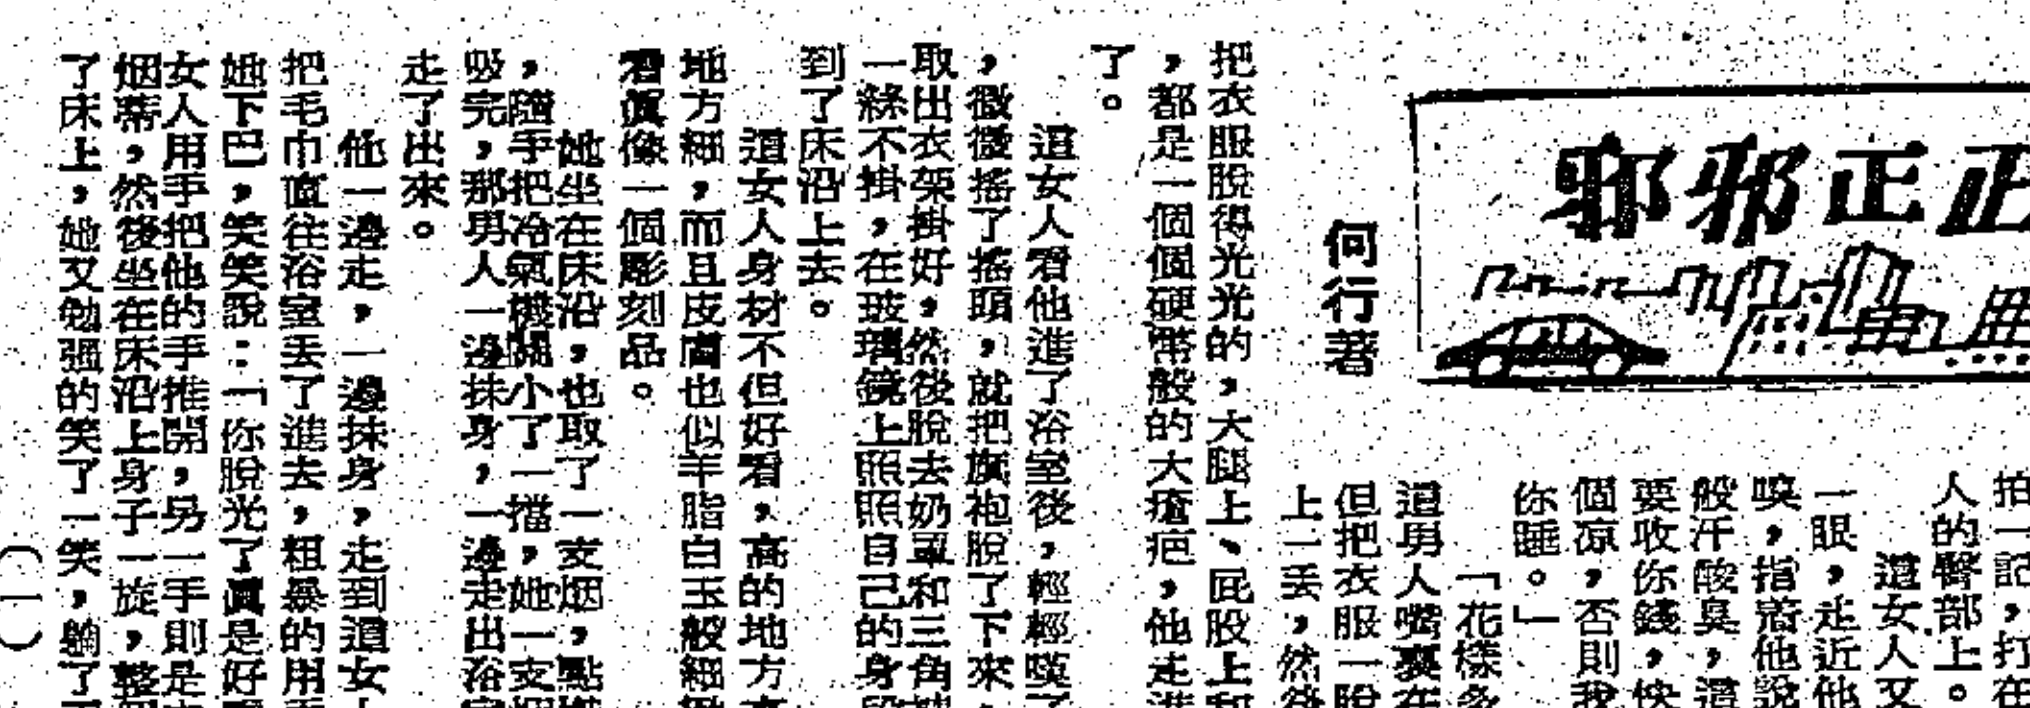 正正邪邪
何行著
拍一記，打在
人的臀部上。
這女人又
一眼，走近他
嗅，指着他說
般汗酸臭，這
要收你錢，快
個凉，否則我
你睡。」
「花樣多
這男人嘴裏在
但把衣服一脫
上一丢，然後
把衣服脫得光光的，大腿上、屁股上和
，都是一個個硬幣般的大瘡疤，他走進
了。
這女人看他進了浴室後，輕輕嘆了
，微微搖了搖頭，就把旗袍脫了下來，
取出衣架掛好，然後脫去奶罩和三角
一絲不掛，在玻璃鏡上照照自己的身段
到了床沿上去。
這女人身材不但好看，高的地方高
地方細，而且皮膚也似羊脂白玉般細
看眞像一個彫刻品。
她坐在床沿，也取了一支烟，點
，隨手把冷氣機關小了一擋，她一支烟
吸完，那男人一邊抹身，一邊走出浴室
走了出來。
他一邊走，一邊抹身，走到這女人
把毛巾直往浴室丢了進去，粗暴的用手
她下巴，笑笑說：「你脫光了眞是好
女人用手把他的手推開，另一手則是
烟蒂，然後坐在床沿上身子一旋，整個
了床上，她又勉强的笑了一笑，躺了下
（一）